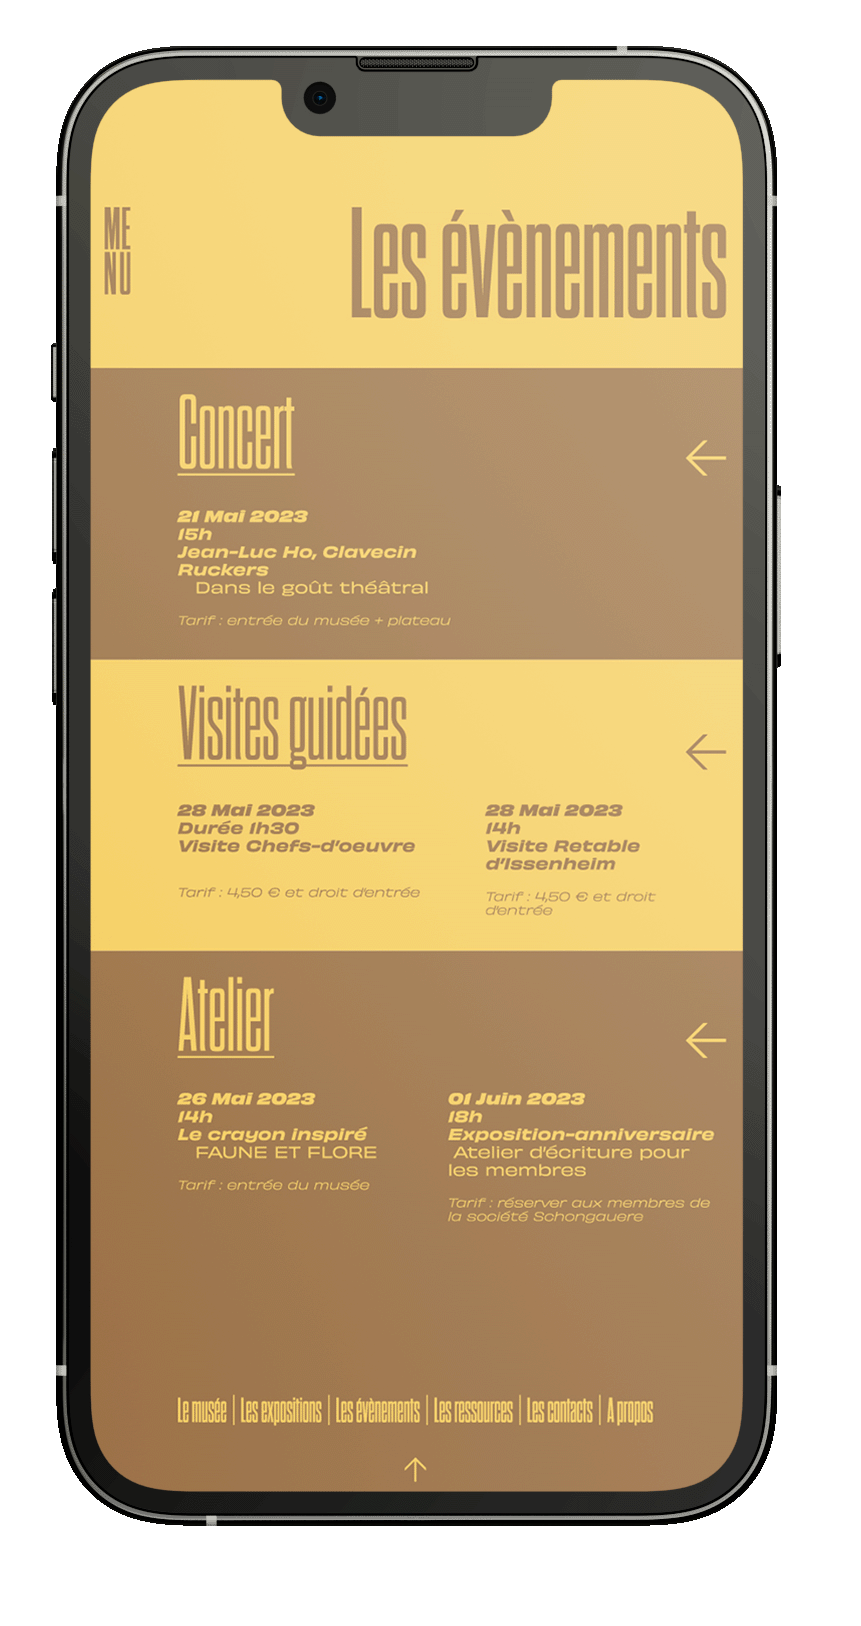 ME
NU
Les évènements
Concert
21 Mai 2023
15h
Jean-Luc Ho, Clavecin
Ruckers
Dans le goût théâtral
Tarif : entrée du musée + plateau
Visites guidées
28 Mai 2023
Durée 1h30
Visite Chefs-d'oeuvre
Tarif : 4,50 € et droit d'entrée
28 Mai 2023
14h
Visite Retable
d'Issenheim
Tarif : 4,50 € et droit
d'entrée
Atelier
26 Mai 2023
14h
Le crayon inspiré
FAUNE ET FLORE
Tarif : entrée du musée
01 Juin 2023
18h
Exposition-anniversaire
Atelier d'écriture pour
les membres
Tarif : réserver aux membres de
la société Schongauere
Le musée | Les expositions | Les évènements | Les ressources | Les contacts | A propos